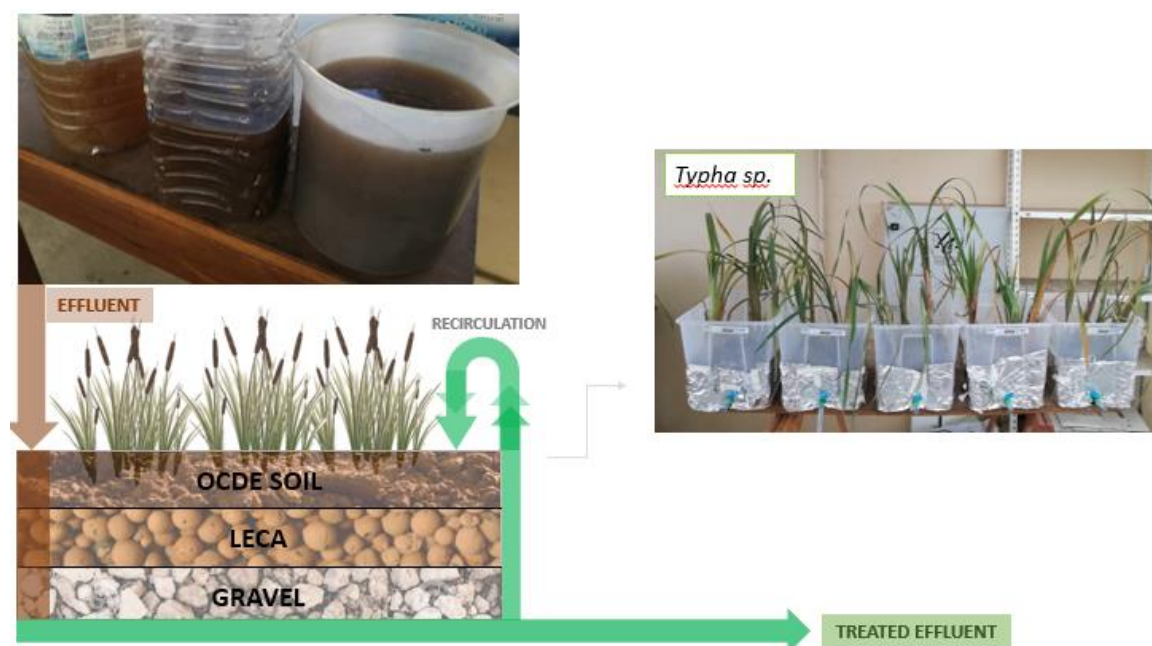 Typha sp.
EFFLUENT
RECIRCULATION
OCDE SOIL
LECA
GRAVEL
TREATED EFFLUENT